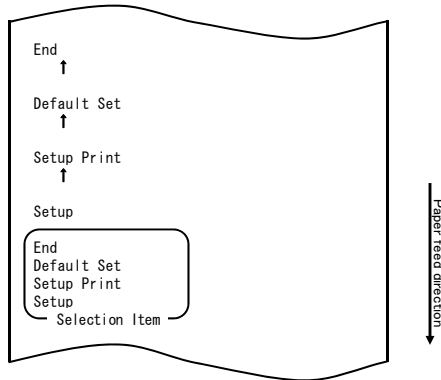 End
↑
Default Set
↑
Setup Print
↑
Setup
End
Default Set
Setup Print
Setup
Selection Item
Paper feed direction